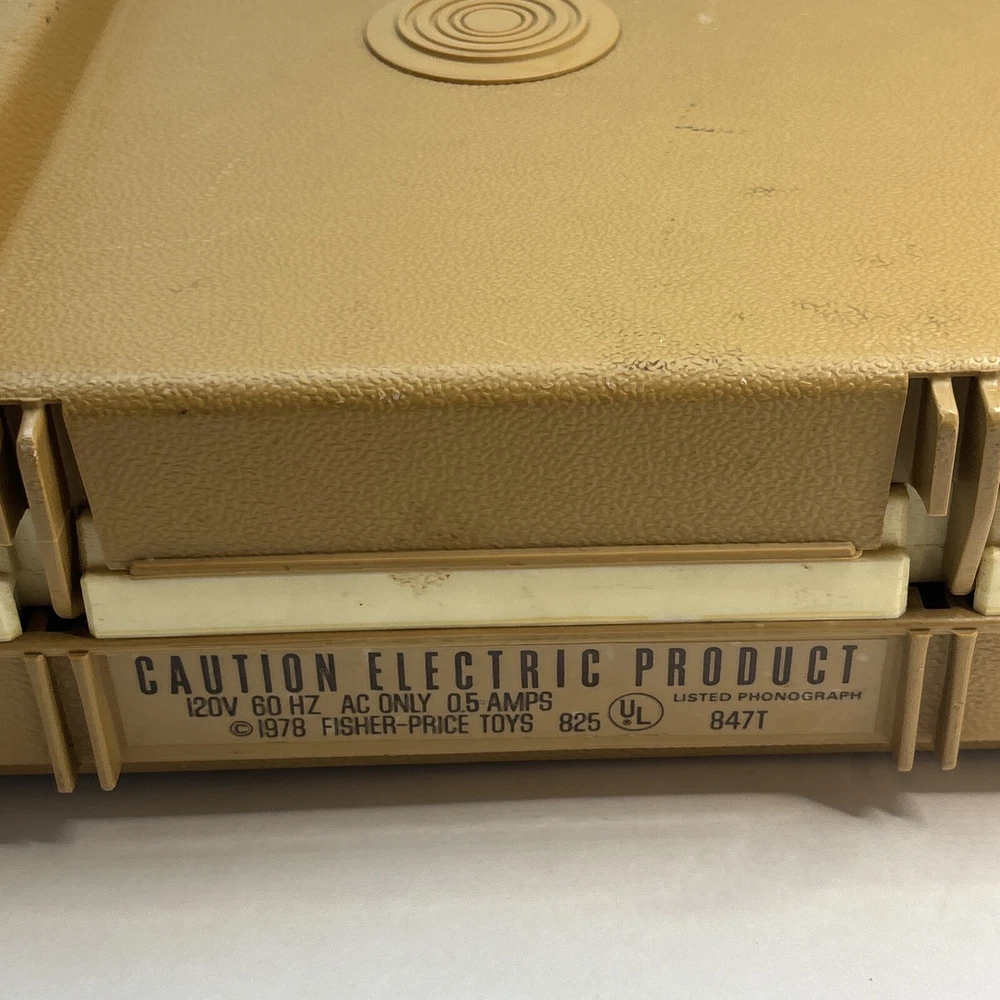 CAUTION ELECTRIC PRODUCT
120V 60 HZ AC ONLY 0.5 AMPS UL LISTED PHONOGRAPH
© 1978 FISHER-PRICE TOYS 825 847T